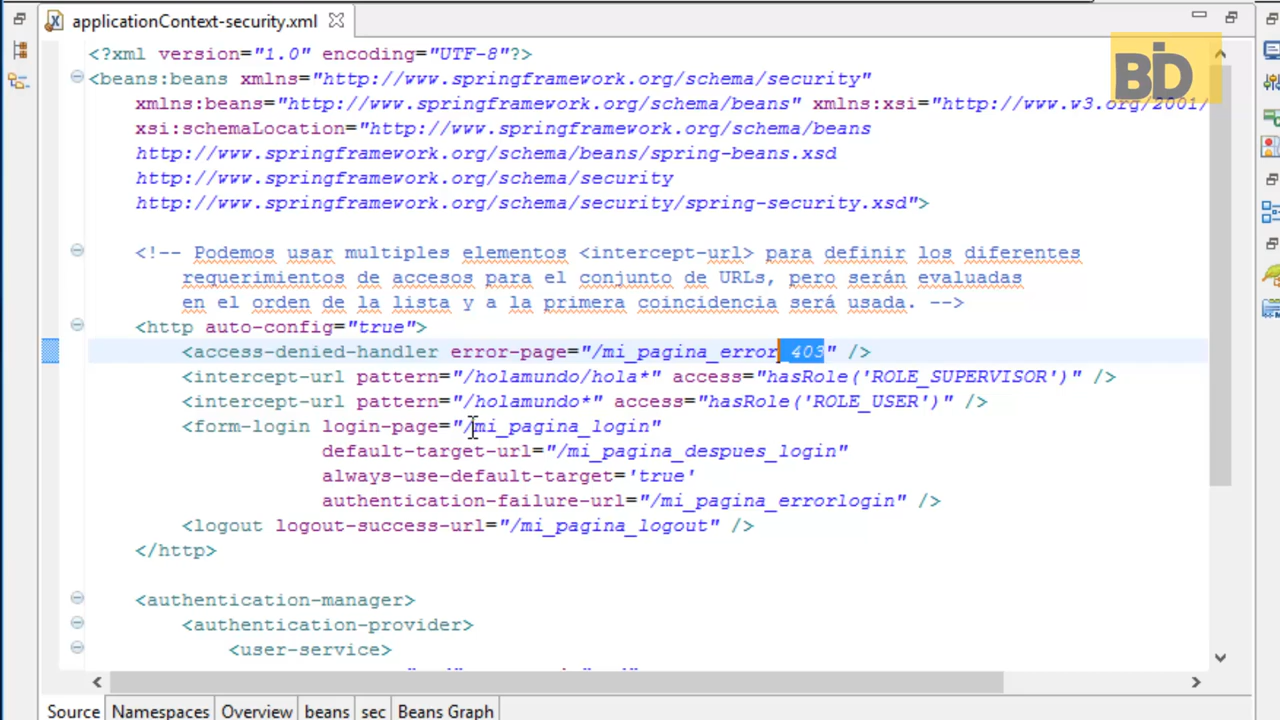 applicationContext-security.xml
BD
<?xml version="1.0" encoding="UTF-8"?>
<beans:beans xmlns="http://www.springframework.org/schema/security"
xmlns:beans="http://www.springframework.org/schema/beans" xmlns:xsi="http://www.w3.org/2001/
xsi:schemaLocation="http://www.springframework.org/schema/beans
http://www.springframework.org/schema/beans/spring-beans.xsd
http://www.springframework.org/schema/security
http://www.springframework.org/schema/security/spring-security.xsd">
<!-- Podemos usar multiples elementos <intercept-url> para definir los diferentes
requerimientos de accesos para el conjunto de URLs, pero serán evaluadas
en el orden de la lista y a la primera coincidencia será usada. -->
<http auto-config="true">
<access-denied-handler error-page="/mi_pagina_error_403" />
<intercept-url pattern="/holamundo/hola*" access="hasRole('ROLE_SUPERVISOR')" />
<intercept-url pattern="/holamundo*" access="hasRole('ROLE_USER')" />
<form-login login-page="/mi_pagina_login"
default-target-url="/mi_pagina_despues_login"
always-use-default-target='true'
authentication-failure-url="/mi_pagina_errorlogin" />
<logout logout-success-url="/mi_pagina_logout" />
</http>
<authentication-manager>
<authentication-provider>
<user-service>
Source Namespaces Overview beans sec Beans Graph